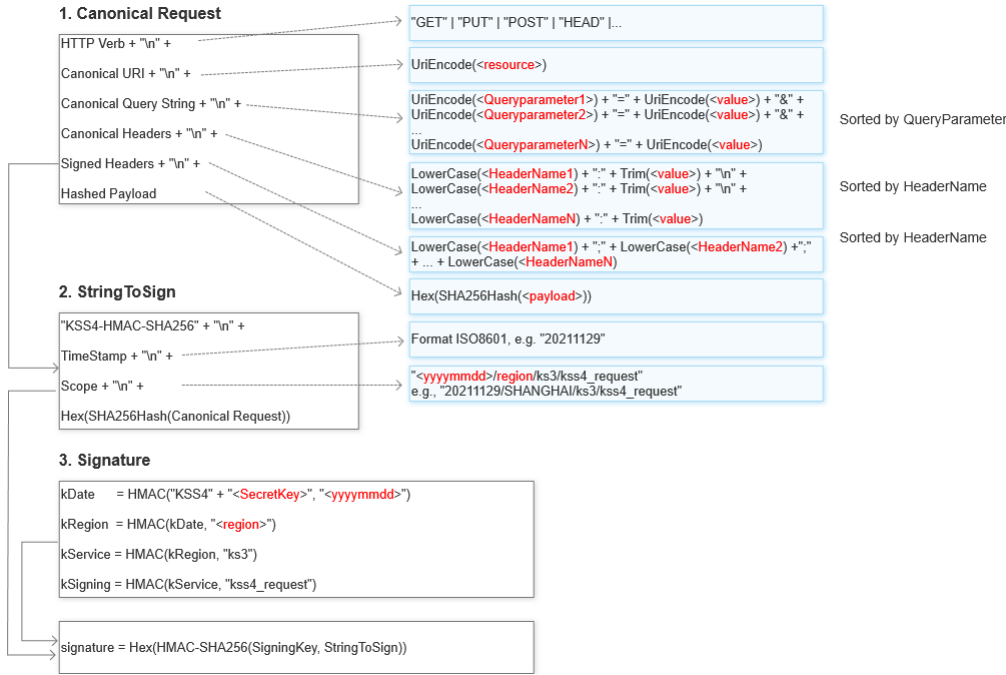 1. Canonical Request
HTTP Verb + "\n" +
Canonical URI + "\n" +
Canonical Query String + "\n" +
Canonical Headers + "\n" +
Signed Headers + "\n" +
Hashed Payload
"GET" | "PUT" | "POST" | "HEAD" |...
UriEncode(<resource>)
UriEncode(<Queryparameter1>) + "=" + UriEncode(<value>) + "&" +
UriEncode(<Queryparameter2>) + "=" + UriEncode(<value>) + "&" +
...
UriEncode(<QueryparameterN>) + "=" + UriEncode(<value>)
Sorted by QueryParameter
LowerCase(<HeaderName1) + ":" + Trim(<value>) + "\n" +
LowerCase(<HeaderName2) + ":" + Trim(<value>) + "\n" +
...
LowerCase(<HeaderNameN) + ":" + Trim(<value>)
Sorted by HeaderName
LowerCase(<HeaderName1) + ";" + LowerCase(<HeaderName2) +";"
+ ... + LowerCase(<HeaderNameN)
Sorted by HeaderName
Hex(SHA256Hash(<payload>))
2. StringToSign
"KSS4-HMAC-SHA256" + "\n" +
TimeStamp + "\n" +
Scope + "\n" +
Hex(SHA256Hash(Canonical Request))
Format ISO8601, e.g. "20211129"
"<yyyymmdd>/region/ks3/kss4_request"
e.g., "20211129/SHANGHAI/ks3/kss4_request"
3. Signature
kDate = HMAC("KSS4" + "<SecretKey>", "<yyyymmdd>")
kRegion = HMAC(kDate, "<region>")
kService = HMAC(kRegion, "ks3")
kSigning = HMAC(kService, "kss4_request")
signature = Hex(HMAC-SHA256(SigningKey, StringToSign))